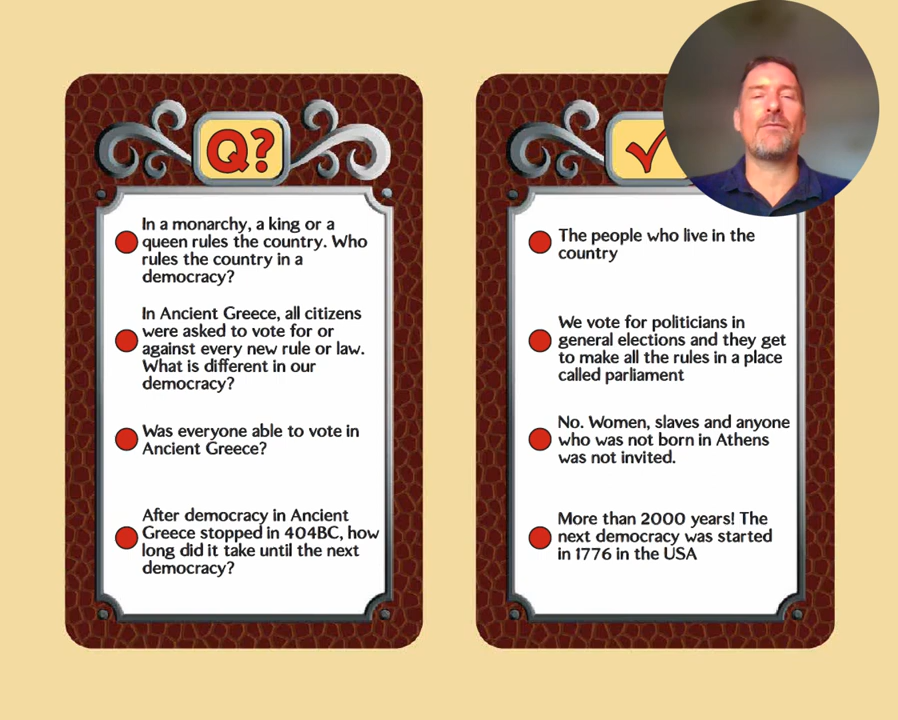 Q?
In a monarchy, a king or a
queen rules the country. Who
rules the country in a
democracy?
In Ancient Greece, all citizens
were asked to vote for or
against every new rule or law.
What is different in our
democracy?
Was everyone able to vote in
Ancient Greece?
After democracy in Ancient
Greece stopped in 404BC, how
long did it take until the next
democracy?
The people who live in the
country
We vote for politicians in
general elections and they get
to make all the rules in a place
called parliament
No. Women, slaves and anyone
who was not born in Athens
was not invited.
More than 2000 years! The
next democracy was started
in 1776 in the USA